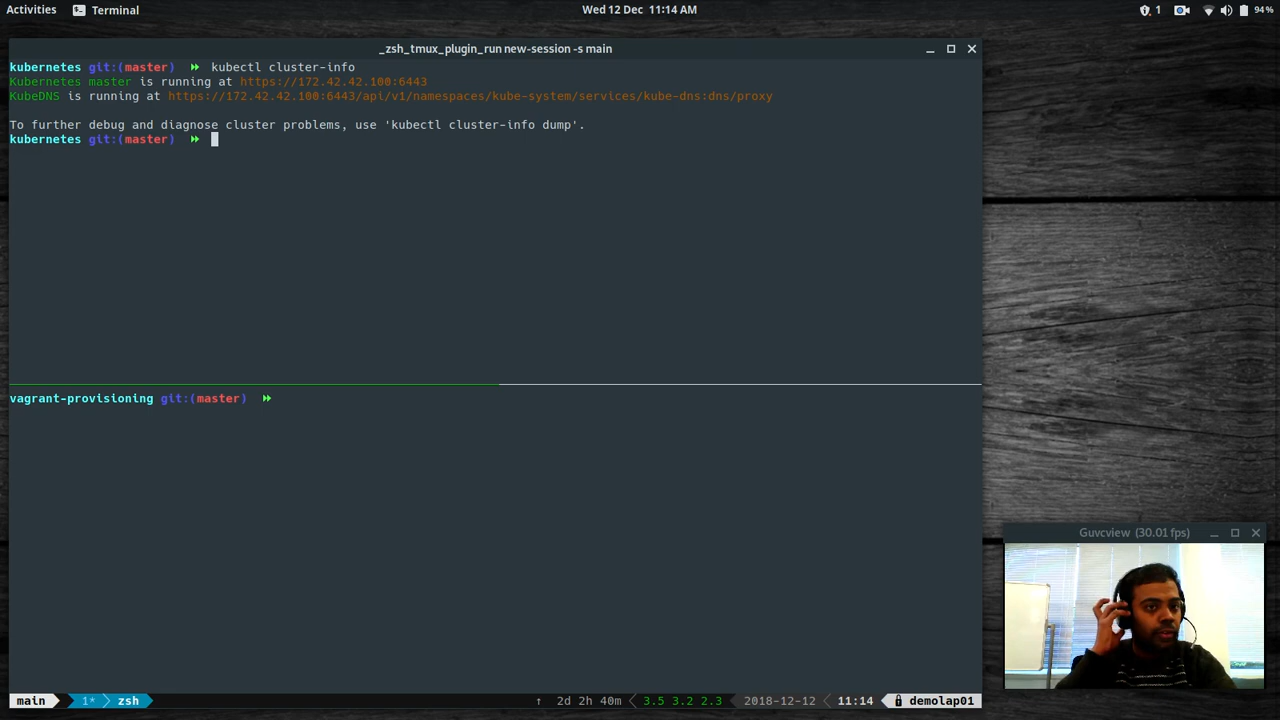 Activities Terminal Wed 12 Dec 11:14 AM 1 94%
_zsh_tmux_plugin_run new-session -s main
kubernetes git:(master) kubectl cluster-info
Kubernetes master is running at https://172.42.42.100:6443
KubeDNS is running at https://172.42.42.100:6443/api/v1/namespaces/kube-system/services/kube-dns:dns/proxy
To further debug and diagnose cluster problems, use 'kubectl cluster-info dump'.
kubernetes git:(master)
vagrant-provisioning git:(master)
Guvcview (30.01 fps)
main 1* zsh ↑ 2d 2h 40m 3.5 3.2 2.3 2018-12-12 11:14 demolap01